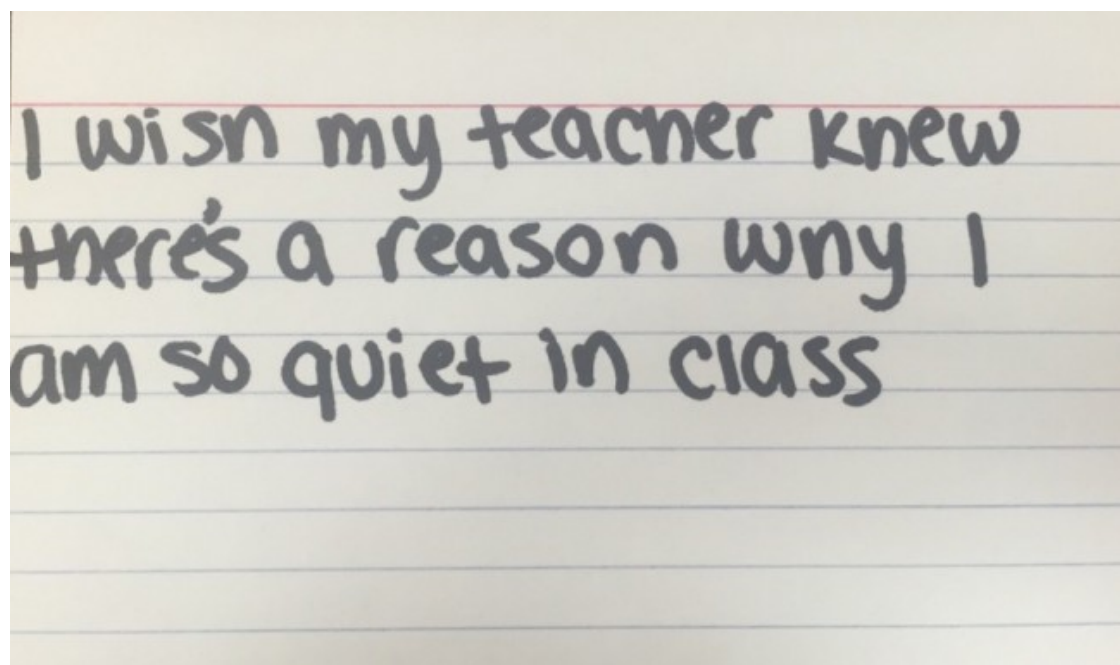 I wish my teacher knew
there's a reason why I
am so quiet in class